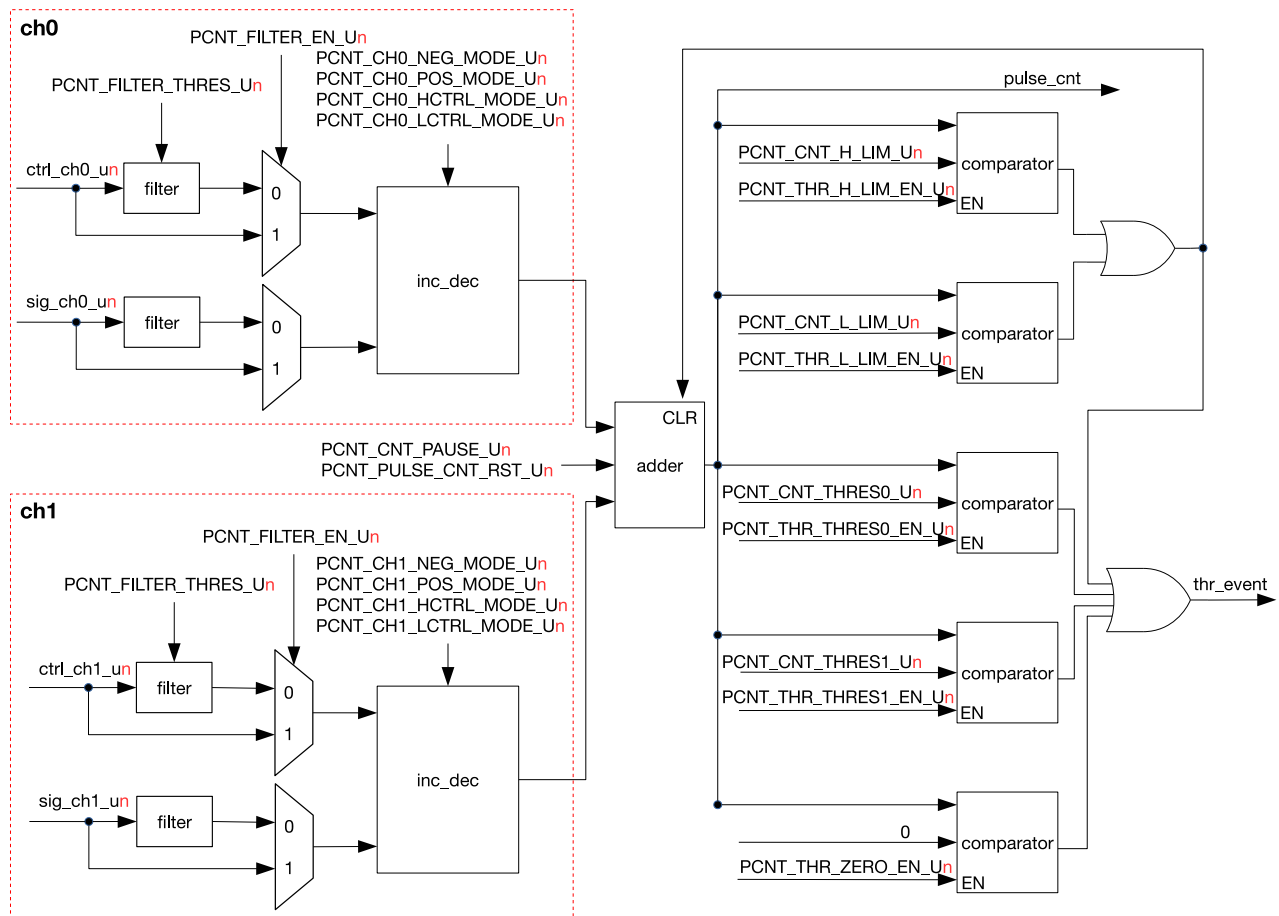 ch0
PCNT_FILTER_EN_Un
PCNT_CH0_NEG_MODE_Un
PCNT_CH0_POS_MODE_Un
PCNT_CH0_HCTRL_MODE_Un
PCNT_CH0_LCTRL_MODE_Un
PCNT_FILTER_THRES_Un
ctrl_ch0_un
filter
0
1
sig_ch0_un
filter
0
1
inc_dec
PCNT_CNT_PAUSE_Un
PCNT_PULSE_CNT_RST_Un
CLR
adder
ch1
PCNT_FILTER_EN_Un
PCNT_CH1_NEG_MODE_Un
PCNT_CH1_POS_MODE_Un
PCNT_CH1_HCTRL_MODE_Un
PCNT_CH1_LCTRL_MODE_Un
PCNT_FILTER_THRES_Un
ctrl_ch1_un
filter
0
1
sig_ch1_un
filter
0
1
inc_dec
pulse_cnt
PCNT_CNT_H_LIM_Un
PCNT_THR_H_LIM_EN_Un
comparator
EN
PCNT_CNT_L_LIM_Un
PCNT_THR_L_LIM_EN_Un
comparator
EN
PCNT_CNT_THRES0_Un
PCNT_THR_THRES0_EN_Un
comparator
EN
PCNT_CNT_THRES1_Un
PCNT_THR_THRES1_EN_Un
comparator
EN
0
PCNT_THR_ZERO_EN_Un
comparator
EN
thr_event